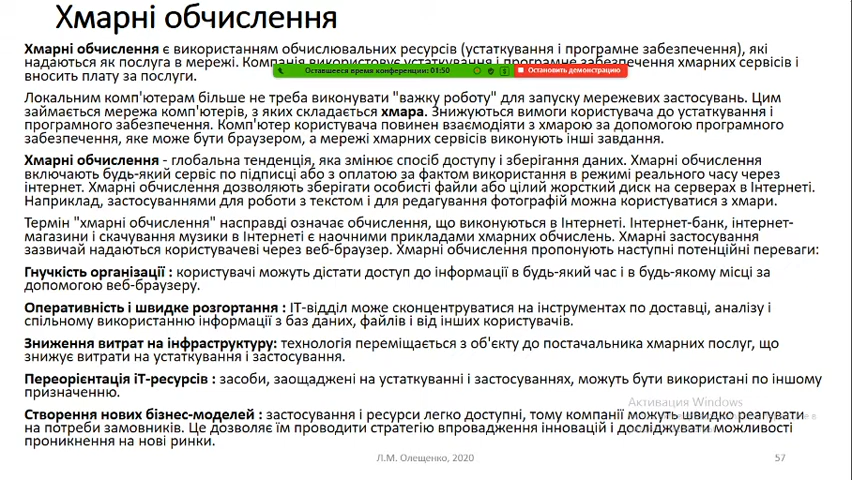 Хмарні обчислення
Хмарні обчислення є використанням обчислювальних ресурсів (устаткування і програмне забезпечення), які
надаються як послуга в мережі. Компанія використовує устаткування і програмне забезпечення хмарних сервісів і
Оставшееся время конференции: 01:50
Остановить демонстрацию
вносить плату за послуги.
Локальним комп'ютерам більше не треба виконувати "важку роботу" для запуску мережевих застосувань. Цим
займається мережа комп'ютерів, з яких складається хмара. Знижуються вимоги користувача до устаткування і
програмного забезпечення. Комп'ютер користувача повинен взаємодіяти з хмарою за допомогою програмного
забезпечення, яке може бути браузером, а мережі хмарних сервісів виконують інші завдання.
Хмарні обчислення - глобальна тенденція, яка змінює спосіб доступу і зберігання даних. Хмарні обчислення
включають будь-який сервіс по підписці або з оплатою за фактом використання в режимі реального часу через
інтернет. Хмарні обчислення дозволяють зберігати особисті файли або цілий жорсткий диск на серверах в Інтернеті.
Наприклад, застосуваннями для роботи з текстом і для редагування фотографій можна користуватися з хмари.
Термін "хмарні обчислення" насправді означає обчислення, що виконуються в Інтернеті. Інтернет-банк, інтернет-
магазини і скачування музики в Інтернеті є наочними прикладами хмарних обчислень. Хмарні застосування
зазвичай надаються користувачеві через веб-браузер. Хмарні обчислення пропонують наступні потенційні переваги:
Гнучкість організації : користувачі можуть дістати доступ до інформації в будь-який час і в будь-якому місці за
допомогою веб-браузеру.
Оперативність і швидке розгортання : ІТ-відділ може сконцентруватися на інструментах по доставці, аналізу і
спільному використанню інформації з баз даних, файлів і від інших користувачів.
Зниження витрат на інфраструктуру: технологія переміщається з об'єкту до постачальника хмарних послуг, що
знижує витрати на устаткування і застосування.
Переорієнтація іТ-ресурсів : засоби, заощаджені на устаткуванні і застосуваннях, можуть бути використані по іншому
призначенню.
Активация Windows
Створення нових бізнес-моделей : застосування і ресурси легко доступні, тому компанії можуть швидко реагувати
на потреби замовників. Це дозволяє їм проводити стратегію впровадження інновацій і досліджувати можливості
проникнення на нові ринки.
Л.М. Олещенко, 2020
57